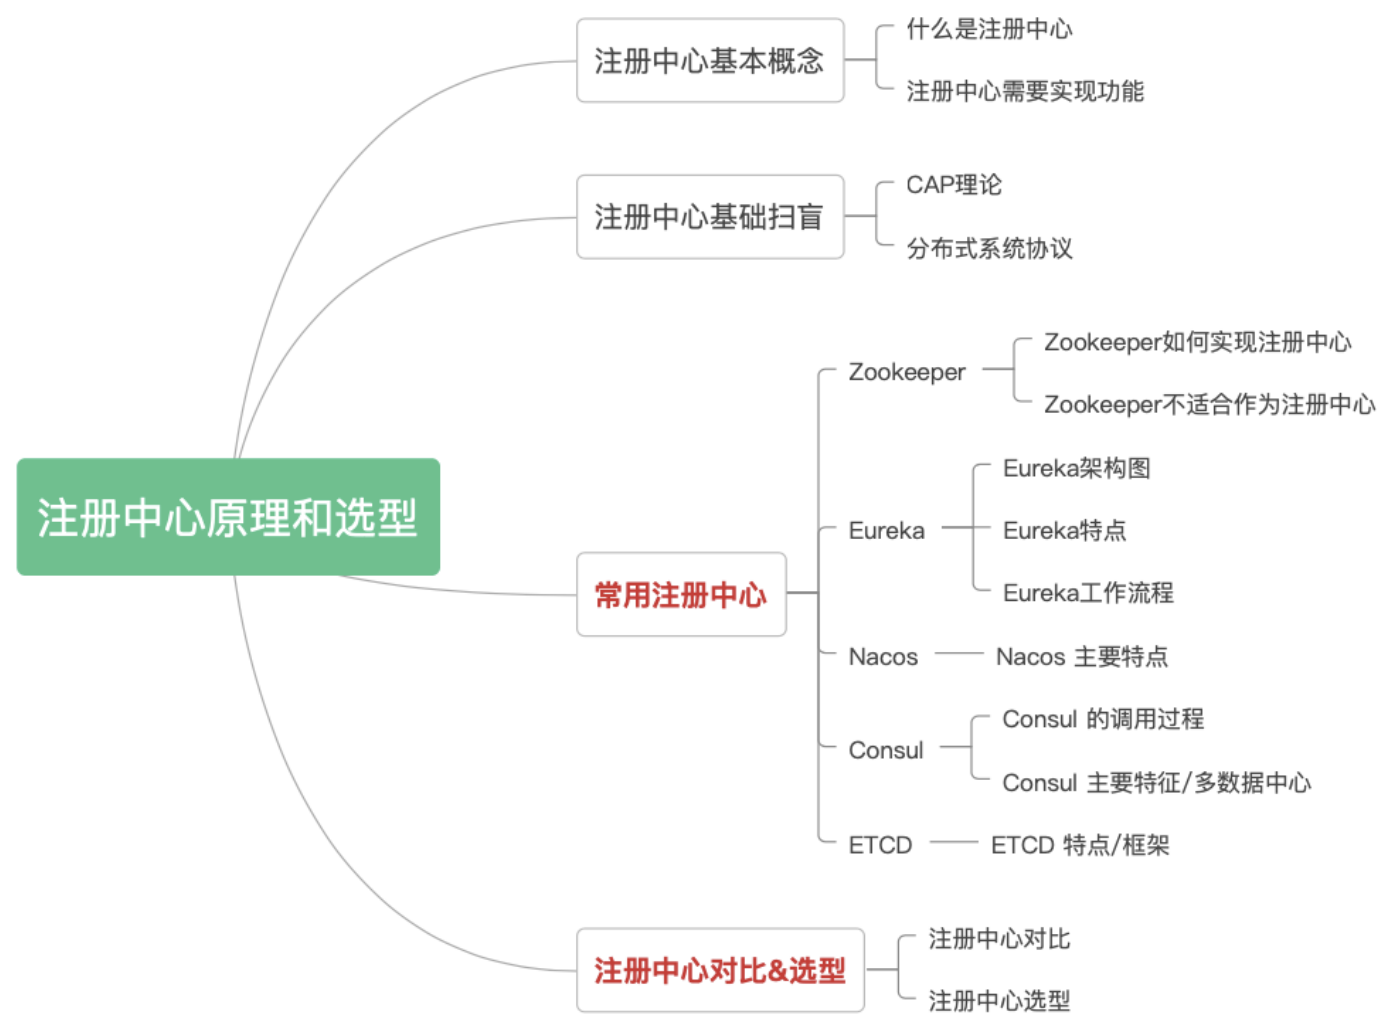 注册中心原理和选型
注册中心基本概念
什么是注册中心
注册中心需要实现功能
注册中心基础扫盲
CAP理论
分布式系统协议
常用注册中心
Zookeeper
Zookeeper如何实现注册中心
Zookeeper不适合作为注册中心
Eureka
Eureka架构图
Eureka特点
Eureka工作流程
Nacos
Nacos 主要特点
Consul
Consul 的调用过程
Consul 主要特征/多数据中心
ETCD
ETCD 特点/框架
注册中心对比&选型
注册中心对比
注册中心选型